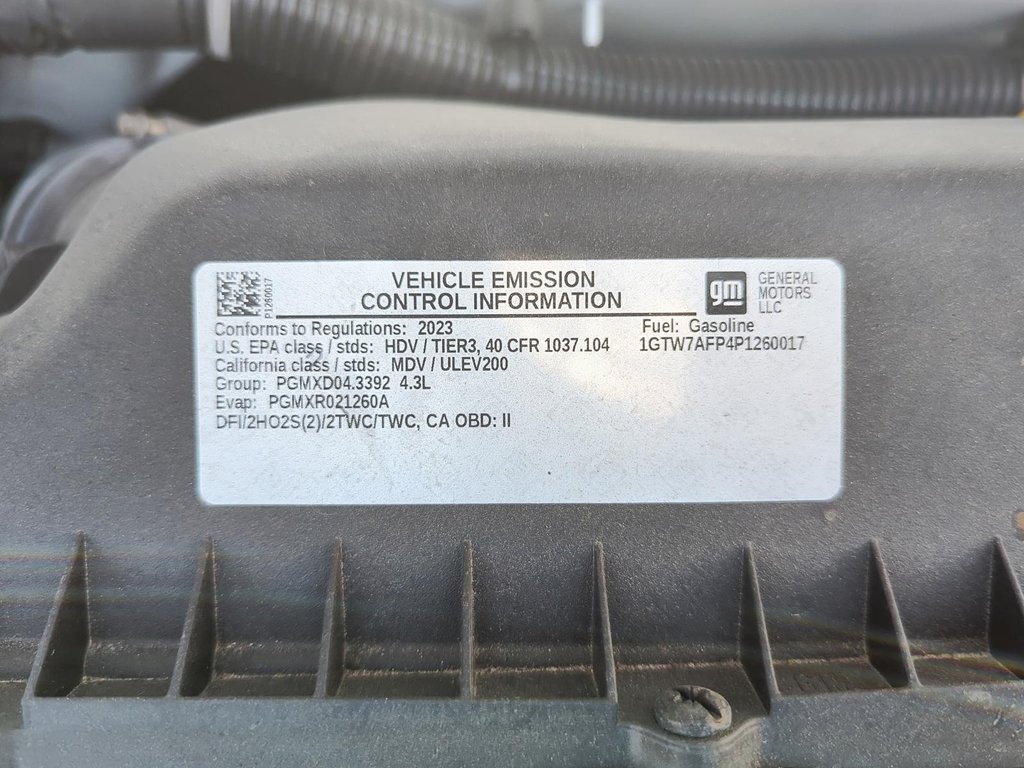 P1260017
VEHICLE EMISSION
CONTROL INFORMATION
gm
GENERAL
MOTORS
LLC
Conforms to Regulations: 2023
Fuel: Gasoline
U.S. EPA class / stds: HDV / TIER3, 40 CFR 1037.104
1GTW7AFP4P1260017
California class / stds: MDV / ULEV200
Group: PGMXD04.3392 4.3L
Evap: PGMXR021260A
DFI/2HO2S(2)/2TWC/TWC, CA OBD: II